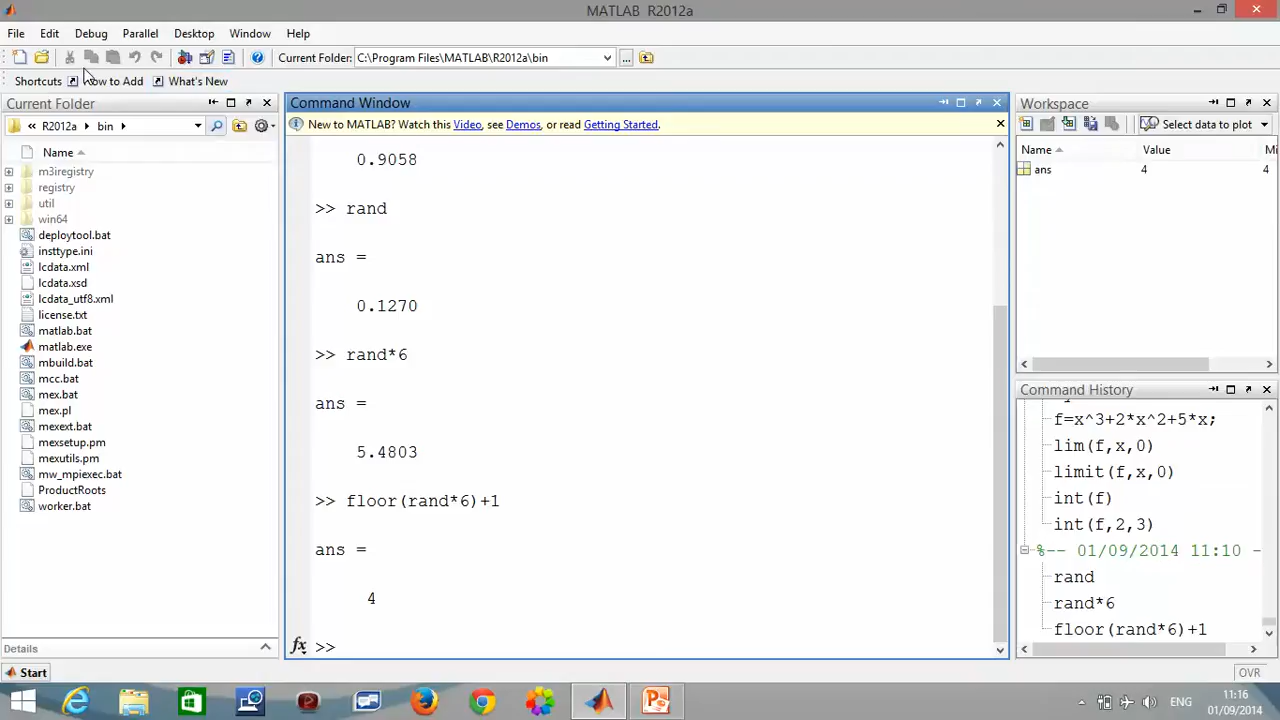 MATLAB R2012a
File Edit Debug Parallel Desktop Window Help
Current Folder: C:\Program Files\MATLAB\R2012a\bin
Shortcuts How to Add What's New
Current Folder
« R2012a bin
Name
m3iregistry
registry
util
win64
deploytool.bat
insttype.ini
lcdata.xml
lcdata.xsd
lcdata_utf8.xml
license.txt
matlab.bat
matlab.exe
mbuild.bat
mcc.bat
mex.bat
mex.pl
mexext.bat
mexsetup.pm
mexutils.pm
mw_mpiexec.bat
ProductRoots
worker.bat
Details
Command Window
New to MATLAB? Watch this Video, see Demos, or read Getting Started.
0.9058
>> rand
ans =
0.1270
>> rand*6
ans =
5.4803
>> floor(rand*6)+1
ans =
4
fx >>
Workspace
Select data to plot
Name Value Mi
ans 4 4
Command History
f=x^3+2*x^2+5*x;
lim(f,x,0)
limit(f,x,0)
int(f)
int(f,2,3)
%-- 01/09/2014 11:10 -
rand
rand*6
floor(rand*6)+1
Start
OVR
ENG
11:16
01/09/2014